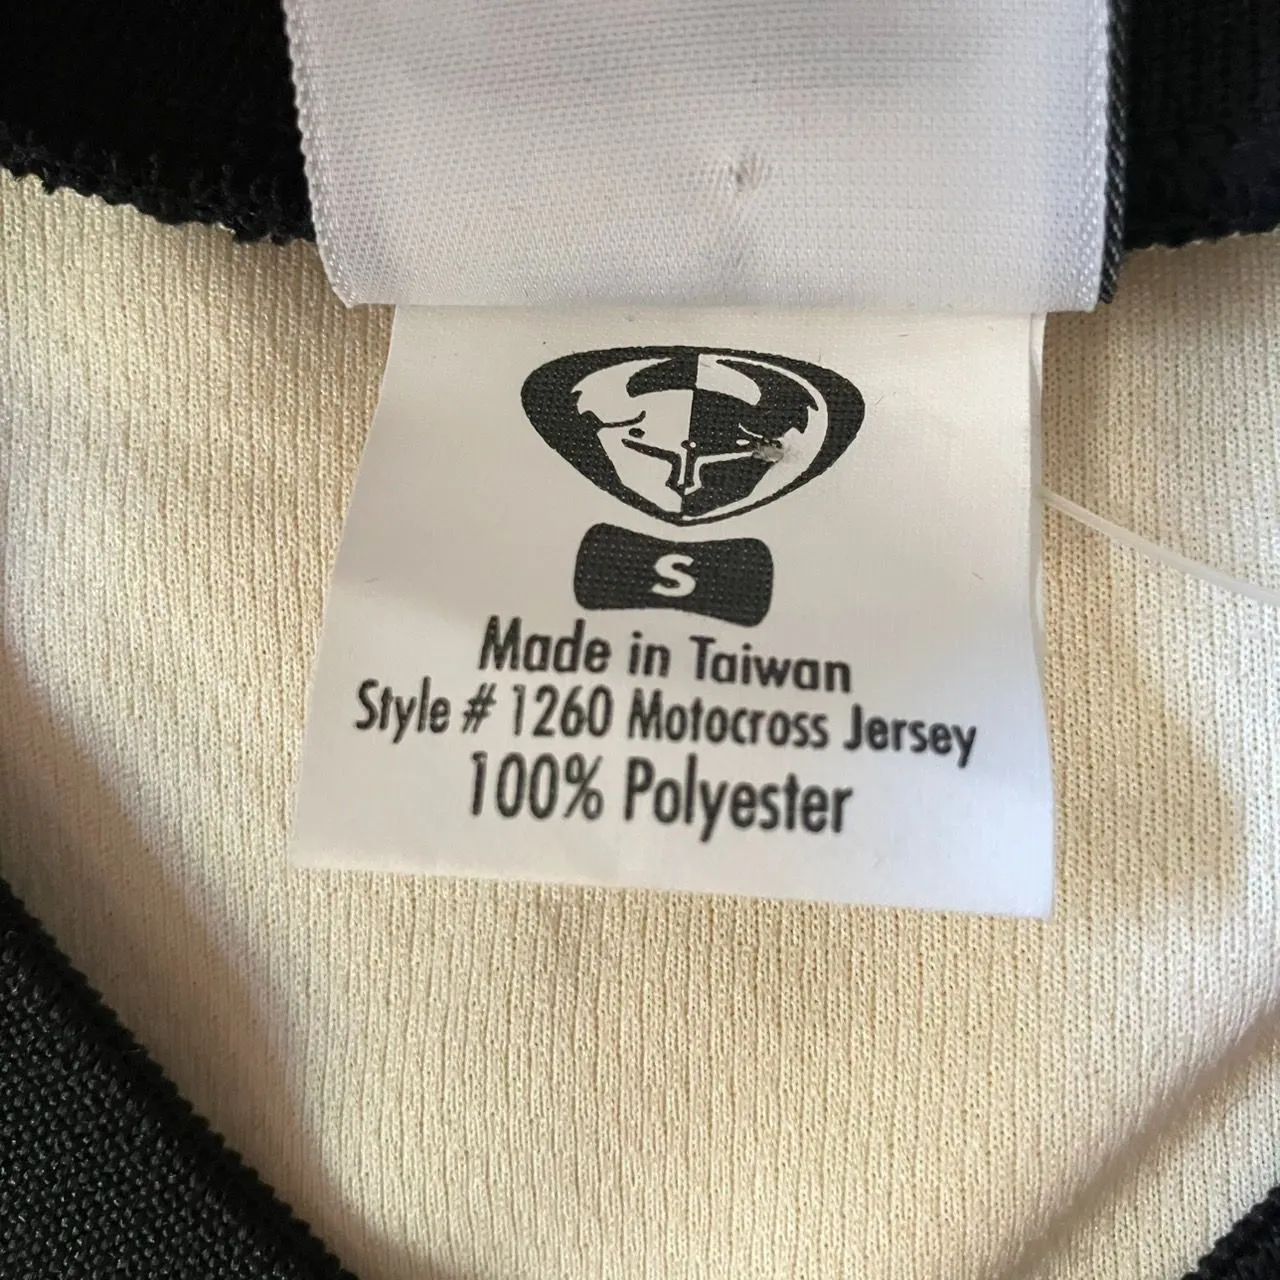 S
Made in Taiwan
Style # 1260 Motocross Jersey
100% Polyester